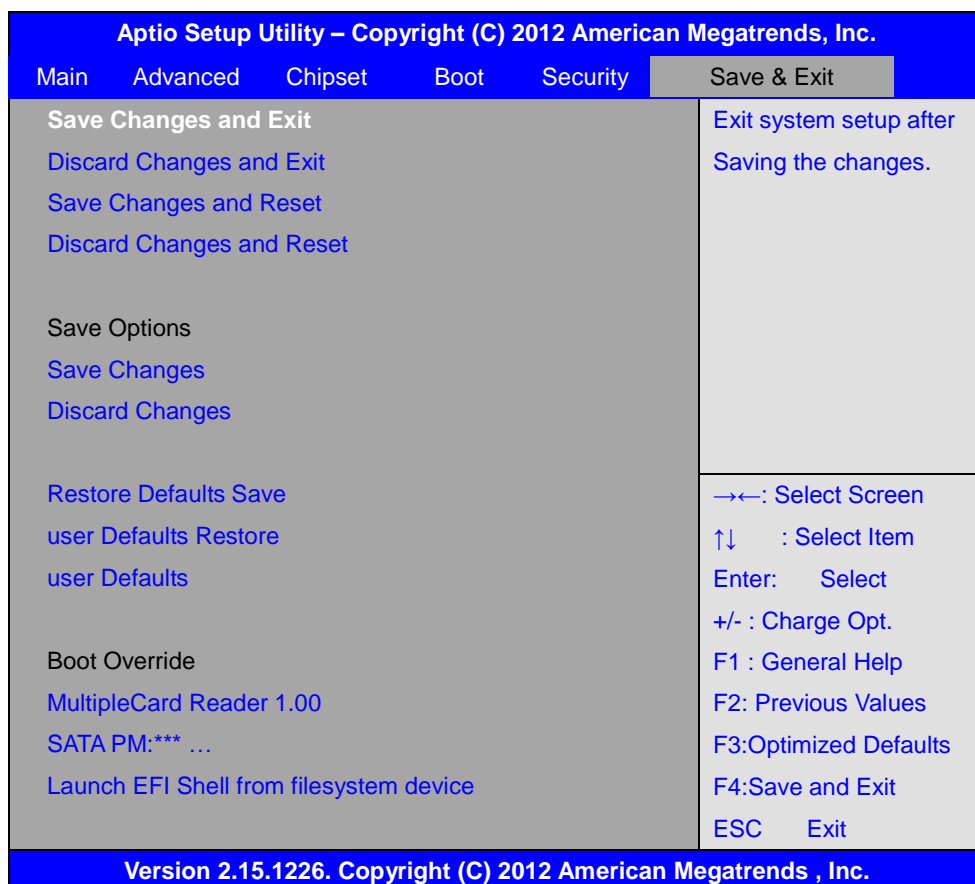 Aptio Setup Utility – Copyright (C) 2012 American Megatrends, Inc.
Main Advanced Chipset Boot Security Save & Exit
Save Changes and Exit
Discard Changes and Exit
Save Changes and Reset
Discard Changes and Reset
Save Options
Save Changes
Discard Changes
Restore Defaults Save
user Defaults Restore
user Defaults
Boot Override
MultipleCard Reader 1.00
SATA PM:*** …
Launch EFI Shell from filesystem device
Exit system setup after
Saving the changes.
→←: Select Screen
↑↓ : Select Item
Enter: Select
+/- : Charge Opt.
F1 : General Help
F2: Previous Values
F3:Optimized Defaults
F4:Save and Exit
ESC Exit
Version 2.15.1226. Copyright (C) 2012 American Megatrends , Inc.